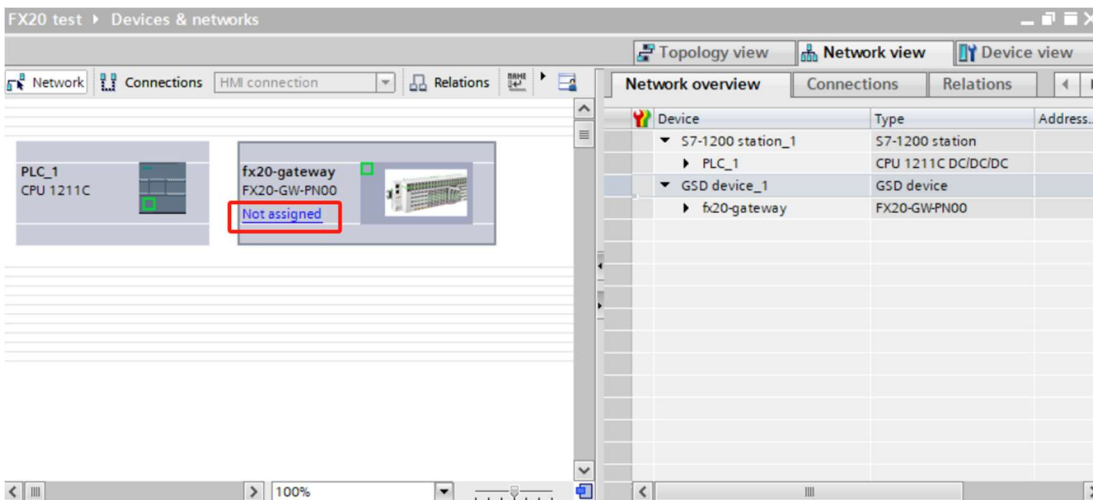 FX20 test ▸ Devices & networks
Topology view
Network view
Device view
Network
Connections
HMI connection
Relations
Network overview
Connections
Relations
Device
Type
Address...
S7-1200 station_1
S7-1200 station
PLC_1
CPU 1211C DC/DC/DC
GSD device_1
GSD device
fx20-gateway
FX20-GW-PN00
PLC_1
CPU 1211C
fx20-gateway
FX20-GW-PN00
Not assigned
100%